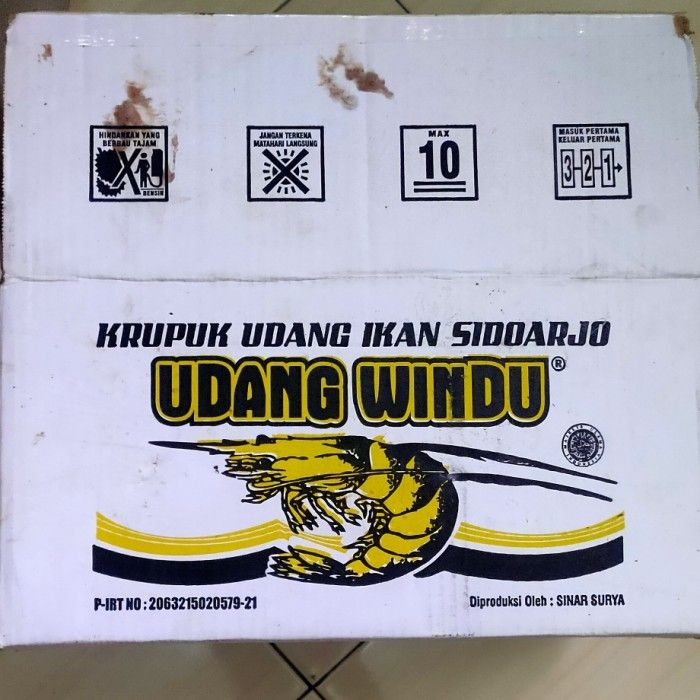 HINDARKAN YANG
BERBAU TAJAM
BENSIN
JANGAN TERKENA
MATAHARI LANGSUNG
MAX
10
MASUK PERTAMA
KELUAR PERTAMA
3 2 1
KRUPUK UDANG IKAN SIDOARJO
UDANG WINDU®
P-IRT NO : 2063215020579-21
Diproduksi Oleh : SINAR SURYA